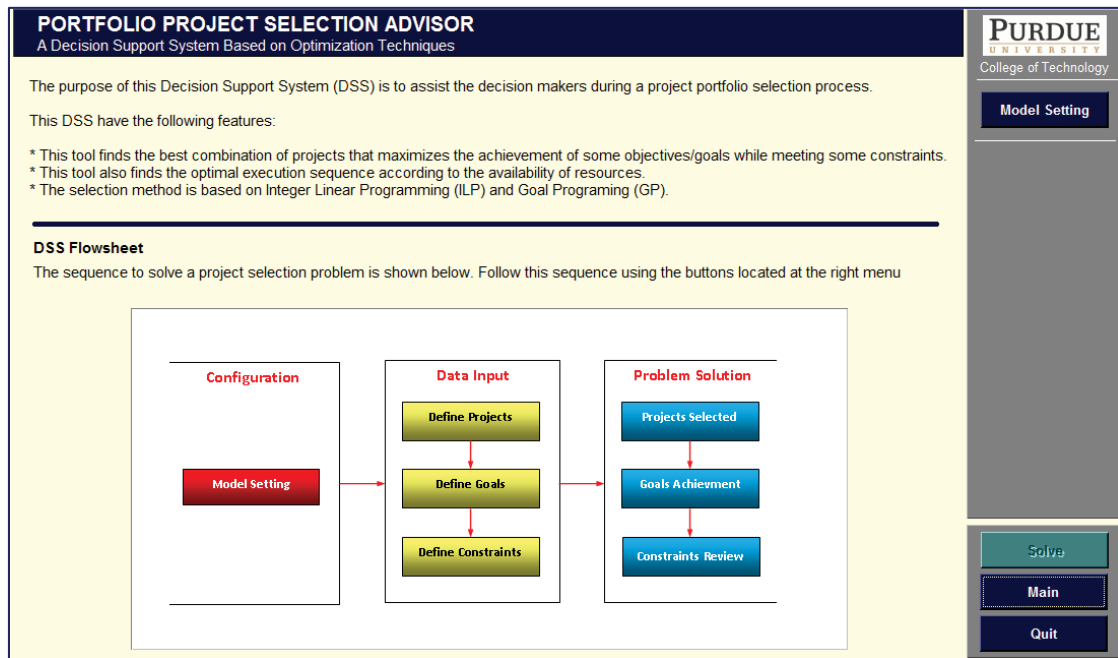 PORTFOLIO PROJECT SELECTION ADVISOR
A Decision Support System Based on Optimization Techniques
The purpose of this Decision Support System (DSS) is to assist the decision makers during a project portfolio selection process.
This DSS have the following features:
* This tool finds the best combination of projects that maximizes the achievement of some objectives/goals while meeting some constraints.
* This tool also finds the optimal execution sequence according to the availability of resources.
* The selection method is based on Integer Linear Programming (ILP) and Goal Programing (GP).
DSS Flowsheet
The sequence to solve a project selection problem is shown below. Follow this sequence using the buttons located at the right menu
Configuration
Model Setting
Data Input
Define Projects
Define Goals
Define Constraints
Problem Solution
Projects Selected
Goals Achievment
Constraints Review
PURDUE
UNIVERSITY
College of Technology
Model Setting
Solve
Main
Quit